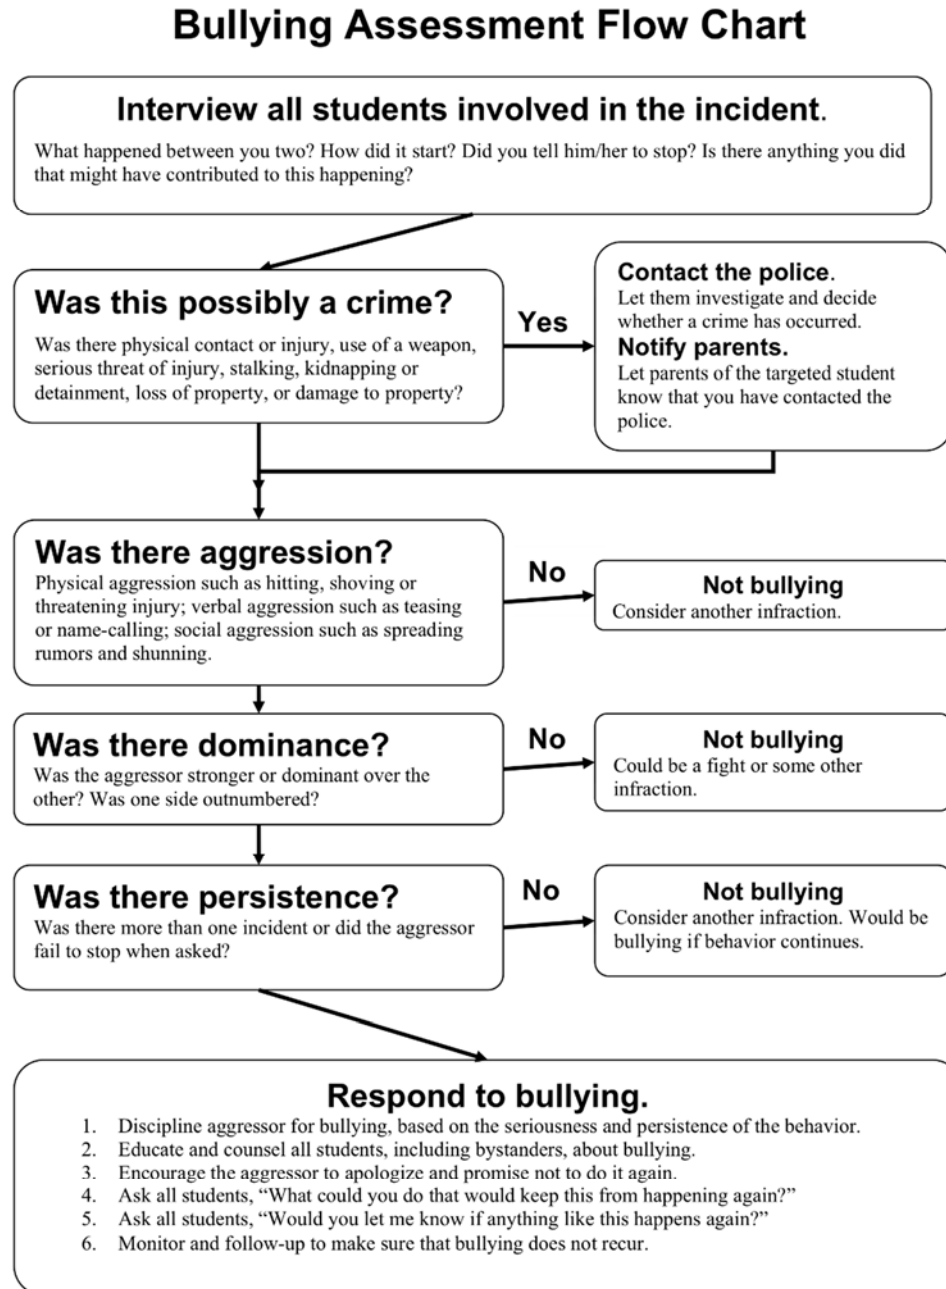 Bullying Assessment Flow Chart
Interview all students involved in the incident.
What happened between you two? How did it start? Did you tell him/her to stop? Is there anything you did
that might have contributed to this happening?
Was this possibly a crime?
Was there physical contact or injury, use of a weapon,
serious threat of injury, stalking, kidnapping or
detainment, loss of property, or damage to property?
Yes
Contact the police.
Let them investigate and decide
whether a crime has occurred.
Notify parents.
Let parents of the targeted student
know that you have contacted the
police.
Was there aggression?
Physical aggression such as hitting, shoving or
threatening injury; verbal aggression such as teasing
or name-calling; social aggression such as spreading
rumors and shunning.
No
Not bullying
Consider another infraction.
Was there dominance?
Was the aggressor stronger or dominant over the
other? Was one side outnumbered?
No
Not bullying
Could be a fight or some other
infraction.
Was there persistence?
Was there more than one incident or did the aggressor
fail to stop when asked?
No
Not bullying
Consider another infraction. Would be
bullying if behavior continues.
Respond to bullying.
1. Discipline aggressor for bullying, based on the seriousness and persistence of the behavior.
2. Educate and counsel all students, including bystanders, about bullying.
3. Encourage the aggressor to apologize and promise not to do it again.
4. Ask all students, “What could you do that would keep this from happening again?”
5. Ask all students, “Would you let me know if anything like this happens again?”
6. Monitor and follow-up to make sure that bullying does not recur.